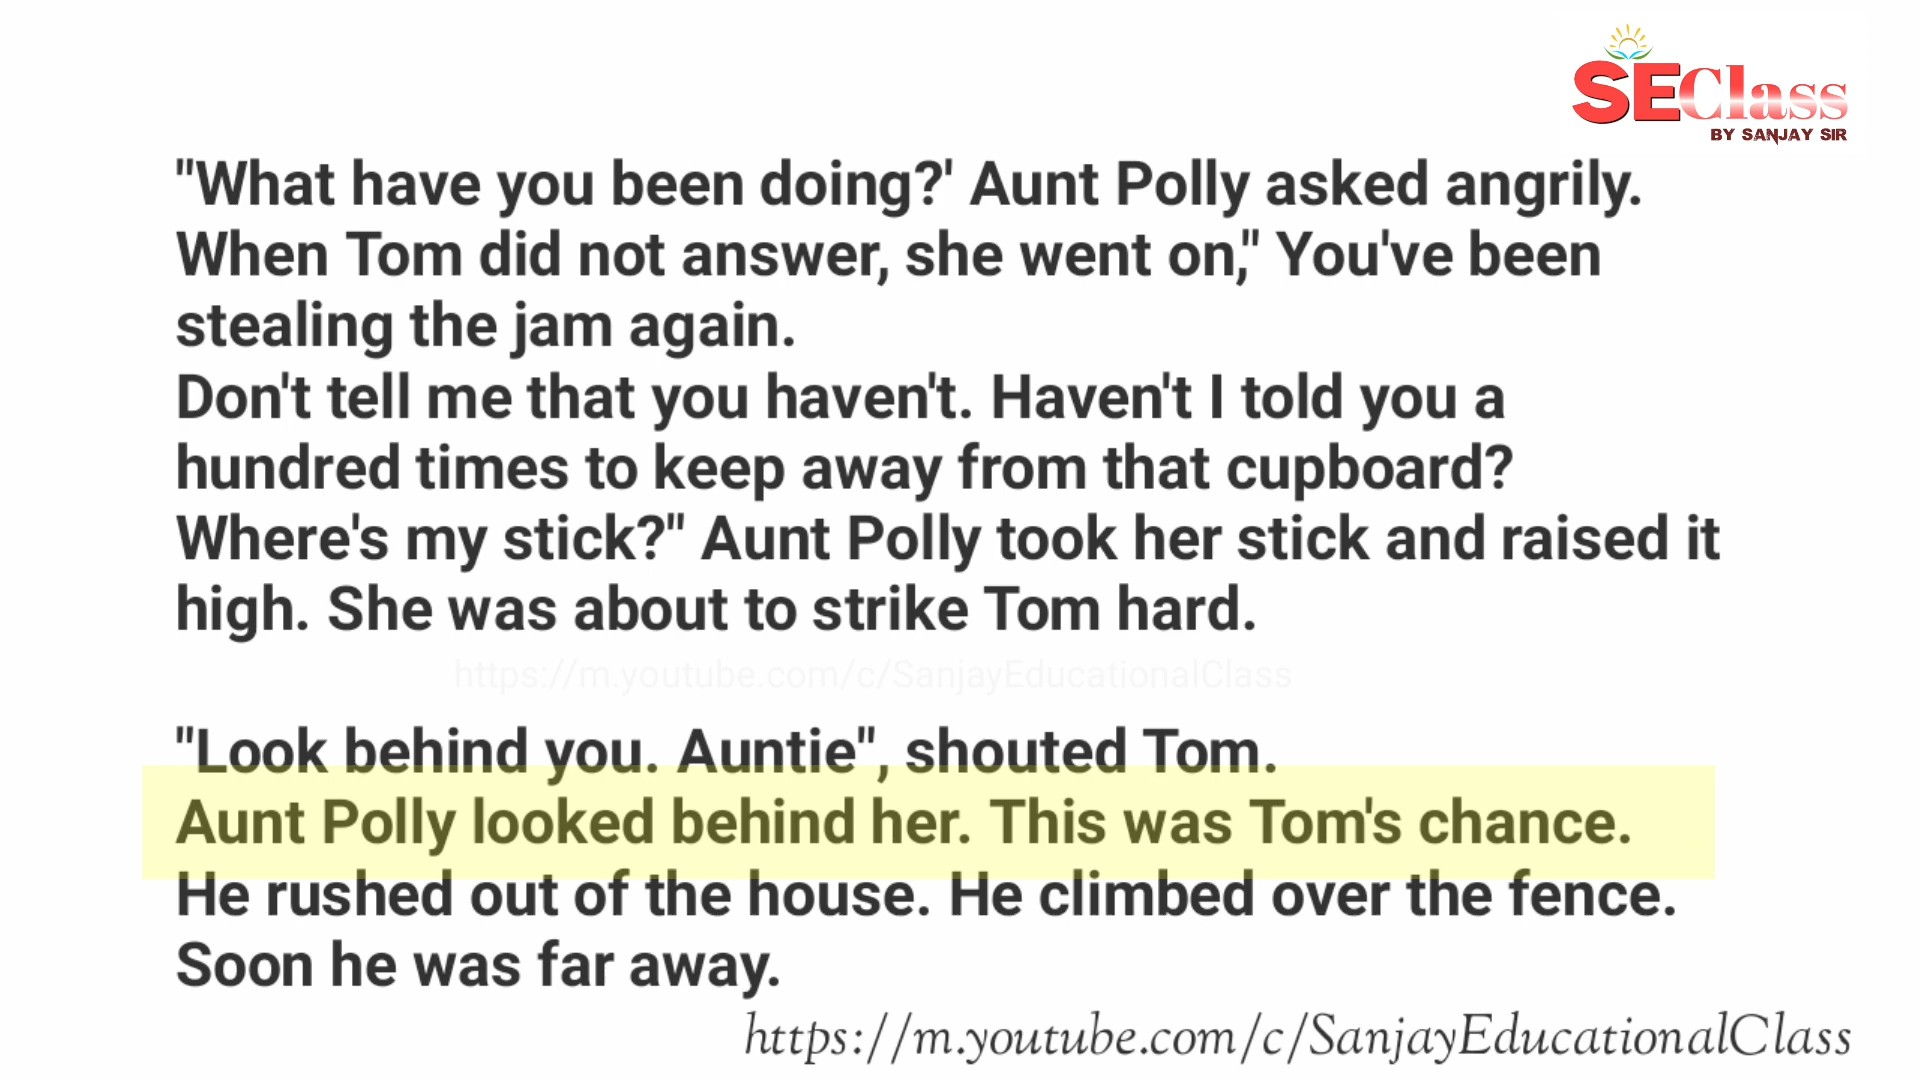 SEClass
BY SANJAY SIR
"What have you been doing?' Aunt Polly asked angrily.
When Tom did not answer, she went on," You've been
stealing the jam again.
Don't tell me that you haven't. Haven't I told you a
hundred times to keep away from that cupboard?
Where's my stick?" Aunt Polly took her stick and raised it
high. She was about to strike Tom hard.
https://m.youtube.com/c/SanjayEducationalClass
"Look behind you. Auntie", shouted Tom.
Aunt Polly looked behind her. This was Tom's chance.
He rushed out of the house. He climbed over the fence.
Soon he was far away.
https://m.youtube.com/c/SanjayEducationalClass